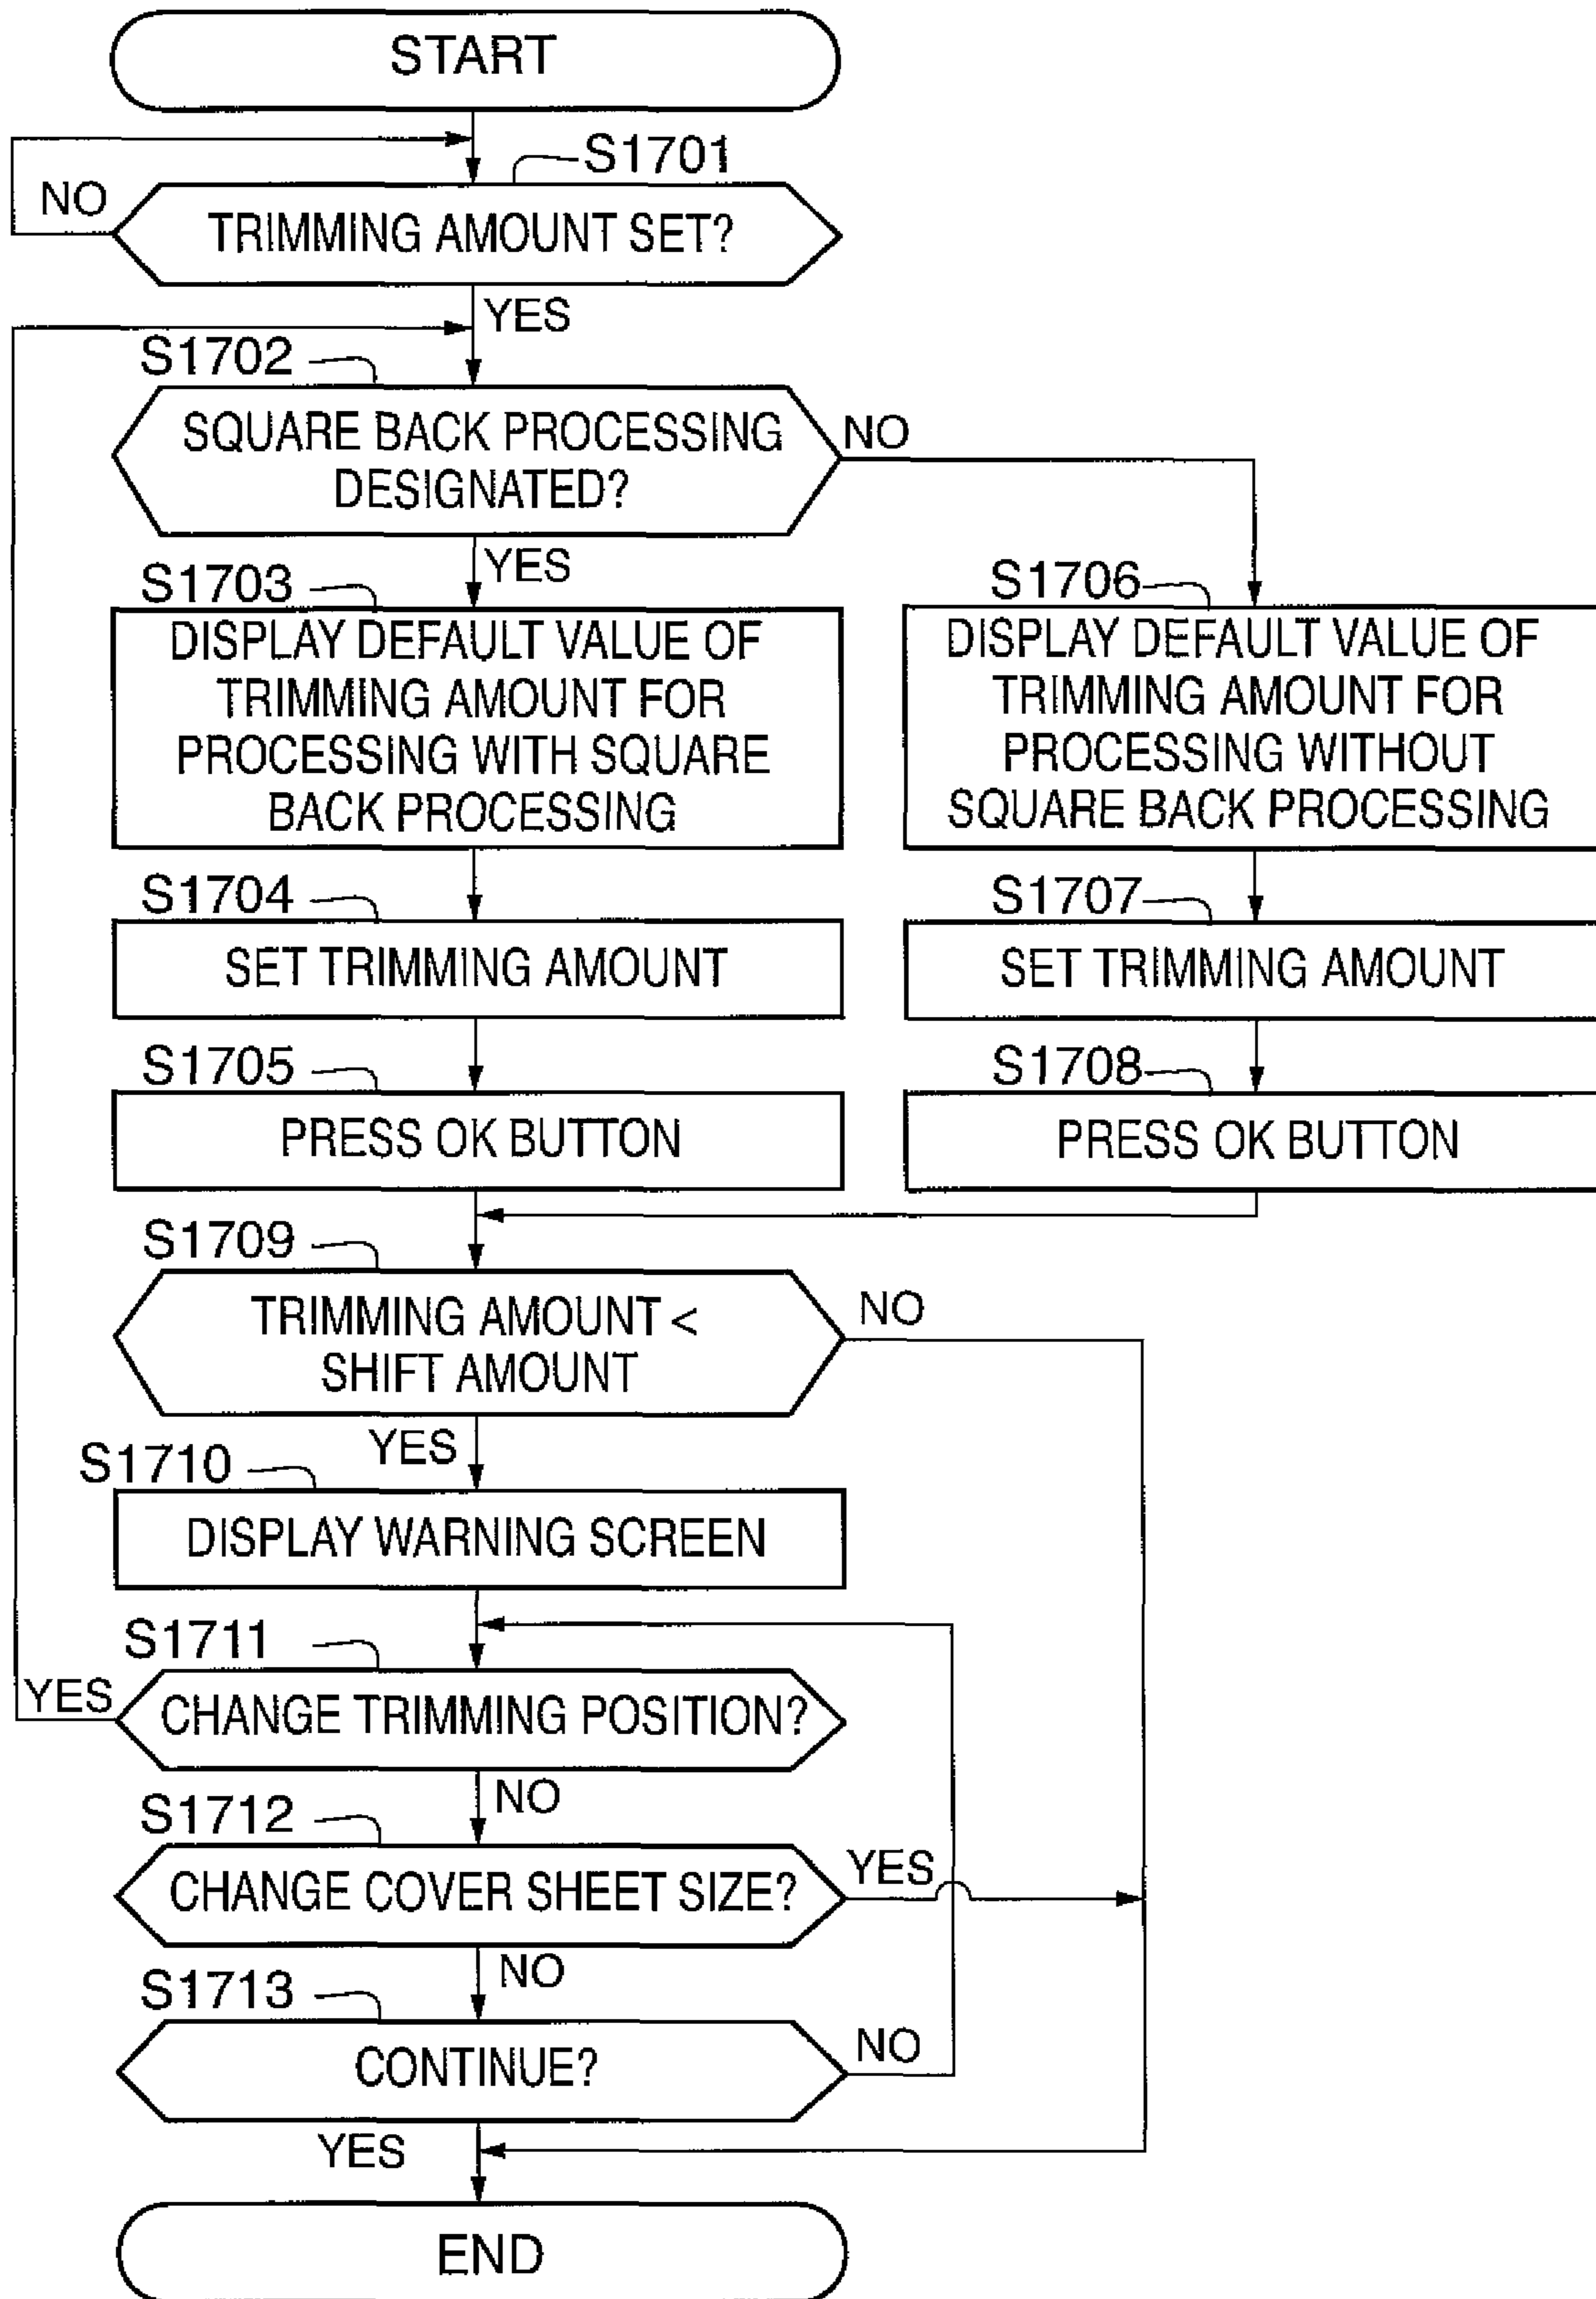 START
S1701
NO
TRIMMING AMOUNT SET?
YES
S1702
SQUARE BACK PROCESSING
DESIGNATED?
NO
YES
S1703
DISPLAY DEFAULT VALUE OF
TRIMMING AMOUNT FOR
PROCESSING WITH SQUARE
BACK PROCESSING
S1706
DISPLAY DEFAULT VALUE OF
TRIMMING AMOUNT FOR
PROCESSING WITHOUT
SQUARE BACK PROCESSING
S1704
SET TRIMMING AMOUNT
S1707
SET TRIMMING AMOUNT
S1705
PRESS OK BUTTON
S1708
PRESS OK BUTTON
S1709
TRIMMING AMOUNT <
SHIFT AMOUNT
NO
YES
S1710
DISPLAY WARNING SCREEN
S1711
YES
CHANGE TRIMMING POSITION?
NO
S1712
CHANGE COVER SHEET SIZE?
YES
NO
S1713
CONTINUE?
NO
YES
END